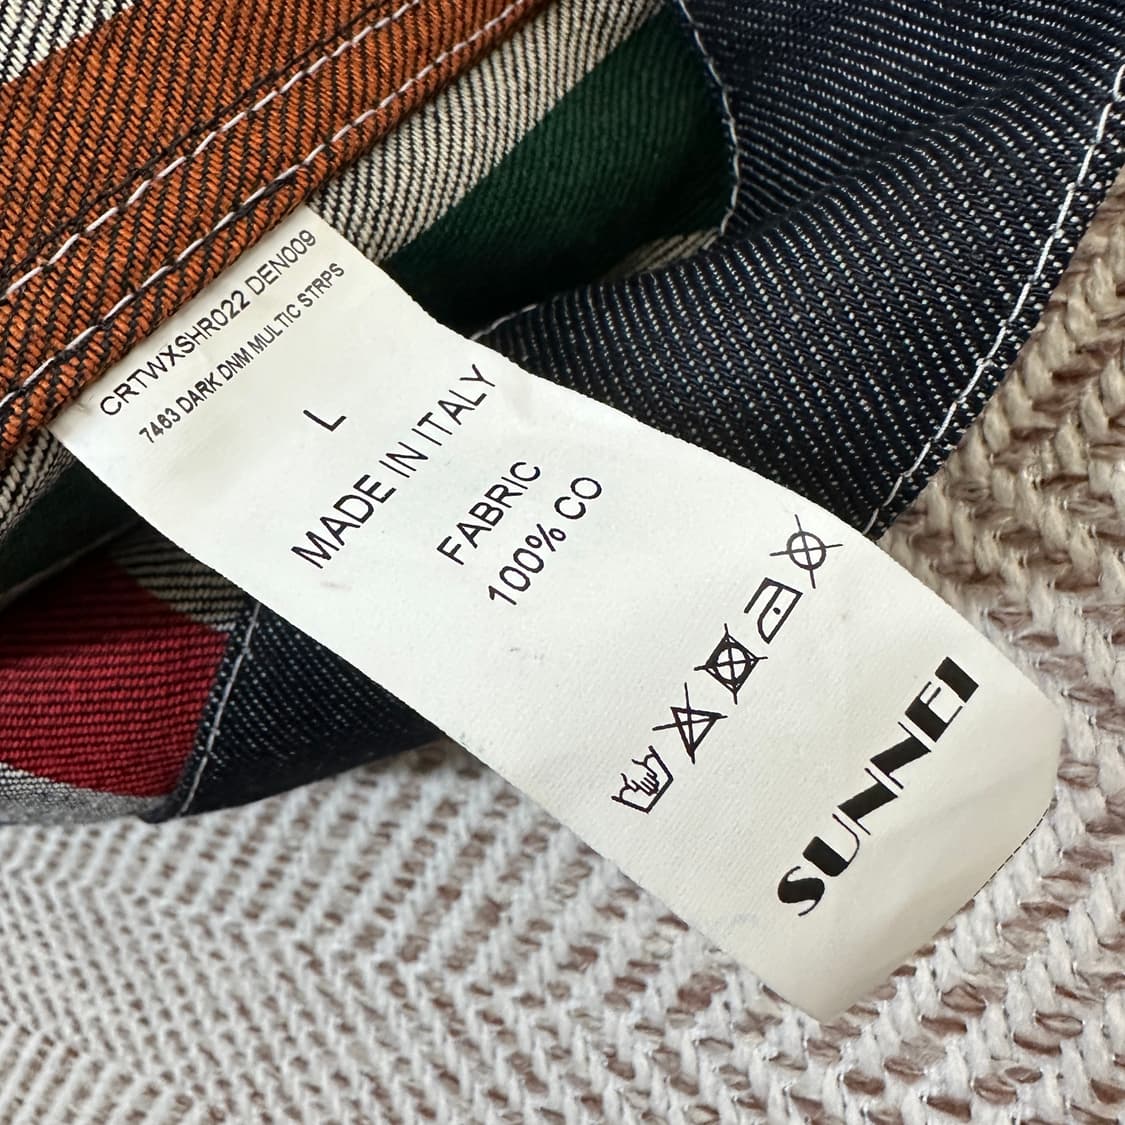 CRTWXSHR022 DEN009
7463 DARK DNM MULTIC STRPS
L
MADE IN ITALY
FABRIC
100% CO
SUNNEI